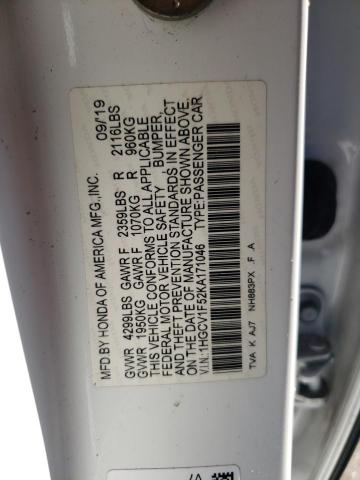 MFD BY HONDA OF AMERICA MFG.,INC. 09/19
GVWR 4299LBS GAWR F 2359LBS R 2116LBS
GVWR 1950KG GAWR F 1070KG R 960KG
THIS VEHICLE CONFORMS TO ALL APPLICABLE
FEDERAL MOTOR VEHICLE SAFETY, BUMPER,
AND THEFT PREVENTION STANDARDS IN EFFECT
ON THE DATE OF MANUFACTURE SHOWN ABOVE.
V.I.N.:1HGCV1F52KA171046 TYPE:PASSENGER CAR
TVA K AJ7 NH883PX F A